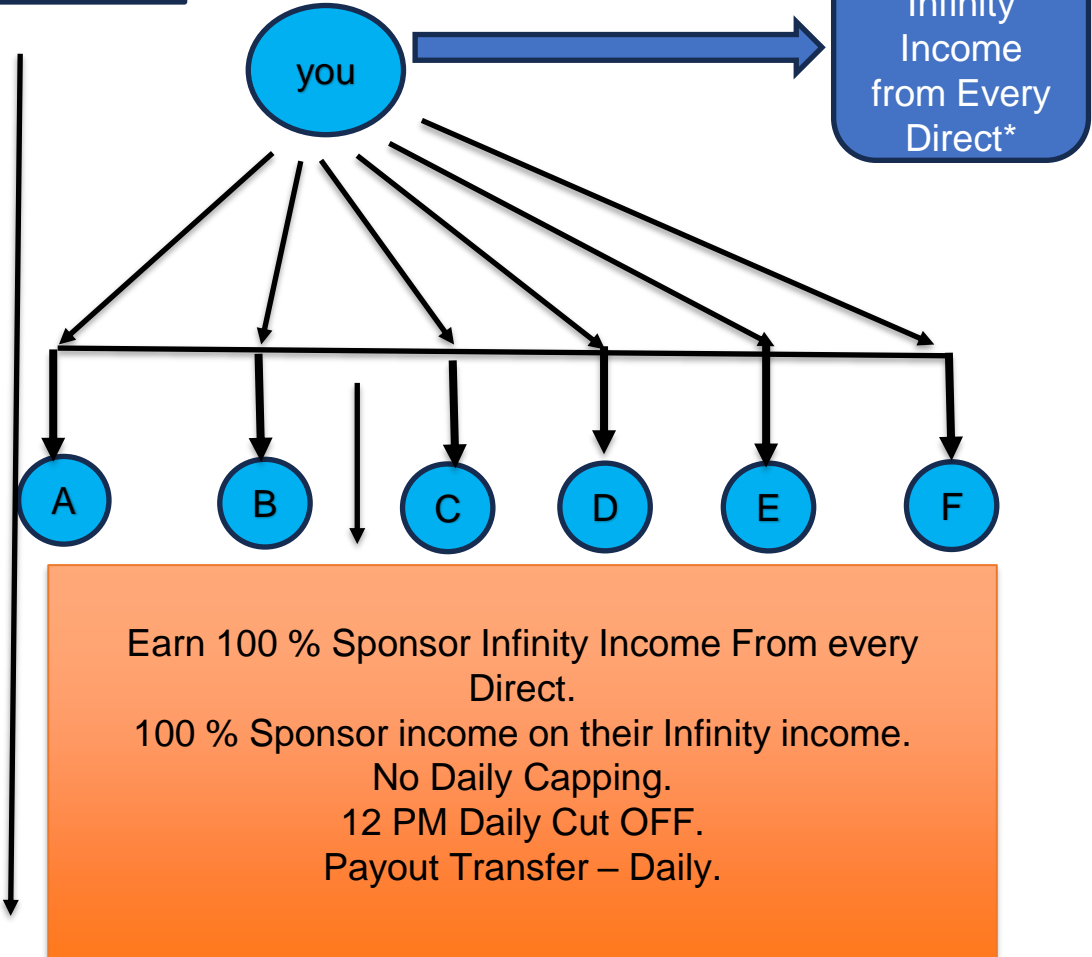 Infinity
Income
from Every
Direct*
you
A
B
C
D
E
F
Earn 100 % Sponsor Infinity Income From every
Direct.
100 % Sponsor income on their Infinity income.
No Daily Capping.
12 PM Daily Cut OFF.
Payout Transfer – Daily.